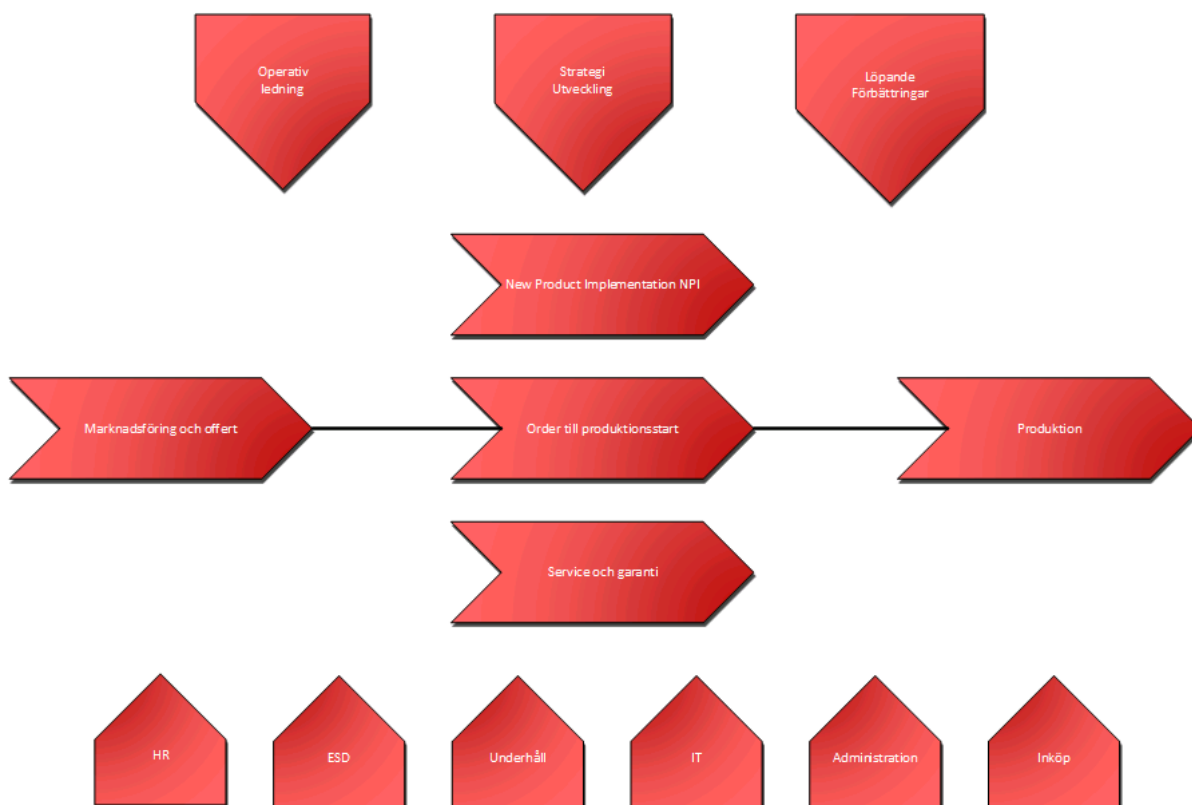 Operativ
ledning
Strategi
Utveckling
Löpande
Förbättringar
New Product Implementation NPI
Marknadsföring och offert
Order till produktionsstart
Produktion
Service och garanti
HR
ESD
Underhåll
IT
Administration
Inköp